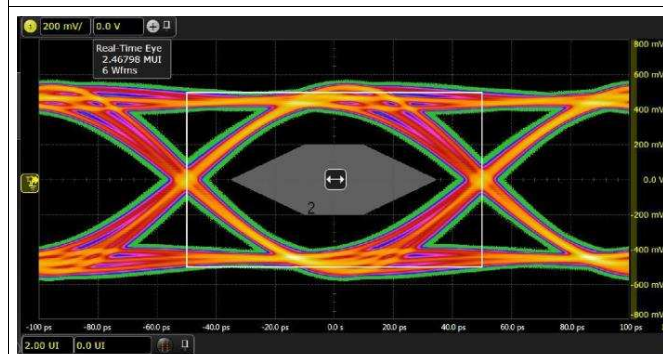 1 200 mV/ 0.0 V
Real-Time Eye
2.46798 MUI
6 Wfms
800 mV
600 mV
400 mV
200 mV
0.0 V
-200 mV
-400 mV
-600 mV
-800 mV
2
-100 ps -80.0 ps -60.0 ps -40.0 ps -20.0 ps 0.0 s 20.0 ps 40.0 ps 60.0 ps 80.0 ps 100 ps
2.00 UI 0.0 UI